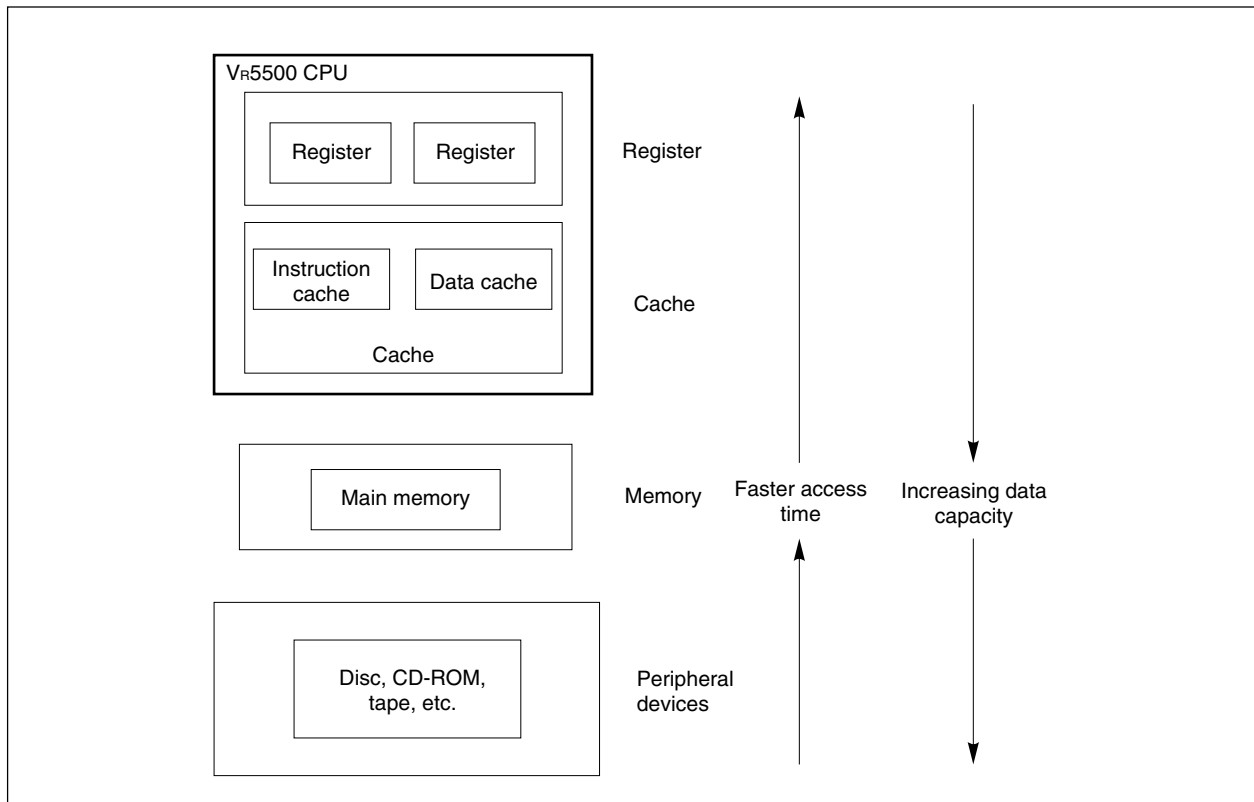 VR5500 CPU
Register
Register
Register
Instruction
cache
Data cache
Cache
Cache
Main memory
Memory
Faster access
time
Increasing data
capacity
Disc, CD-ROM,
tape, etc.
Peripheral
devices